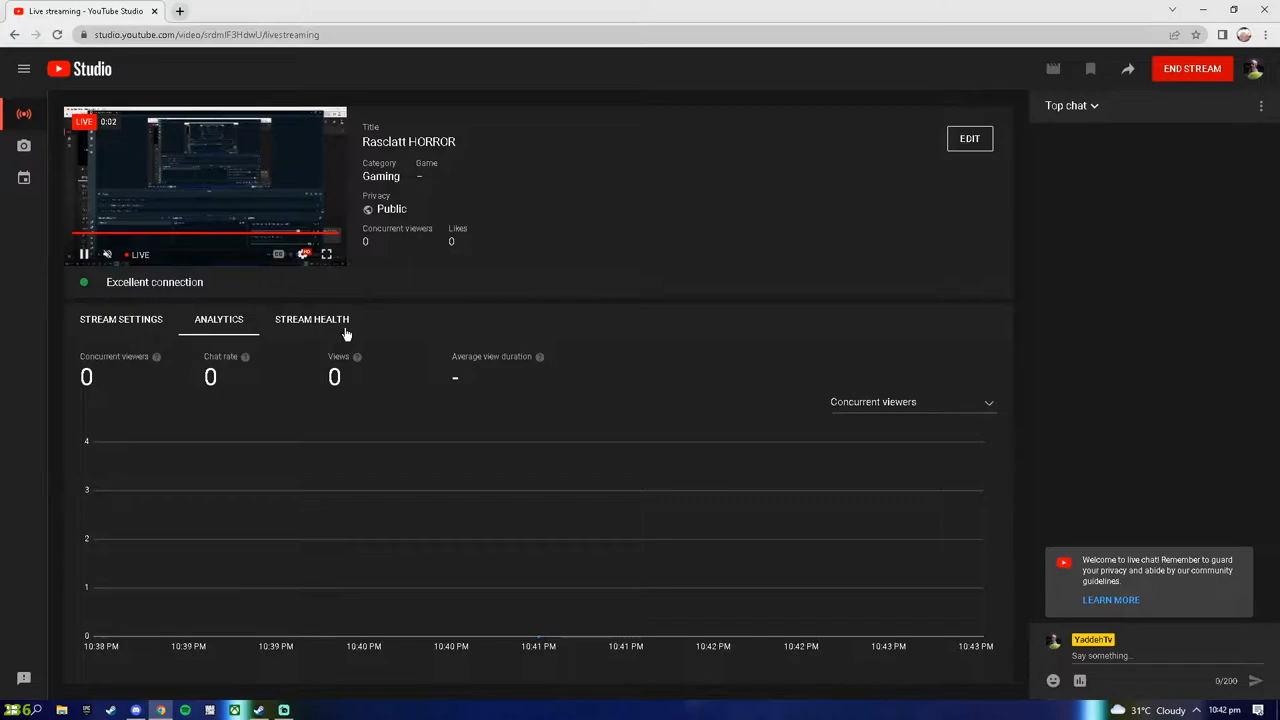 Live streaming - YouTube Studio
studio.youtube.com/video/srdmIF3HdwU/livestreaming
Studio
END STREAM
LIVE 0:02
LIVE
Title
Rasclatt HORROR
Category Game
Gaming –
Privacy
Public
Concurrent viewers Likes
0 0
EDIT
Excellent connection
STREAM SETTINGS ANALYTICS STREAM HEALTH
Concurrent viewers Chat rate Views Average view duration
0 0 0 -
Concurrent viewers
4
3
2
1
0
10:38 PM 10:39 PM 10:39 PM 10:40 PM 10:40 PM 10:41 PM 10:41 PM 10:42 PM 10:42 PM 10:43 PM 10:43 PM
Top chat
Welcome to live chat! Remember to guard
your privacy and abide by our community
guidelines.
LEARN MORE
YaddehTv
Say something...
0/200
31°C Cloudy 10:42 pm